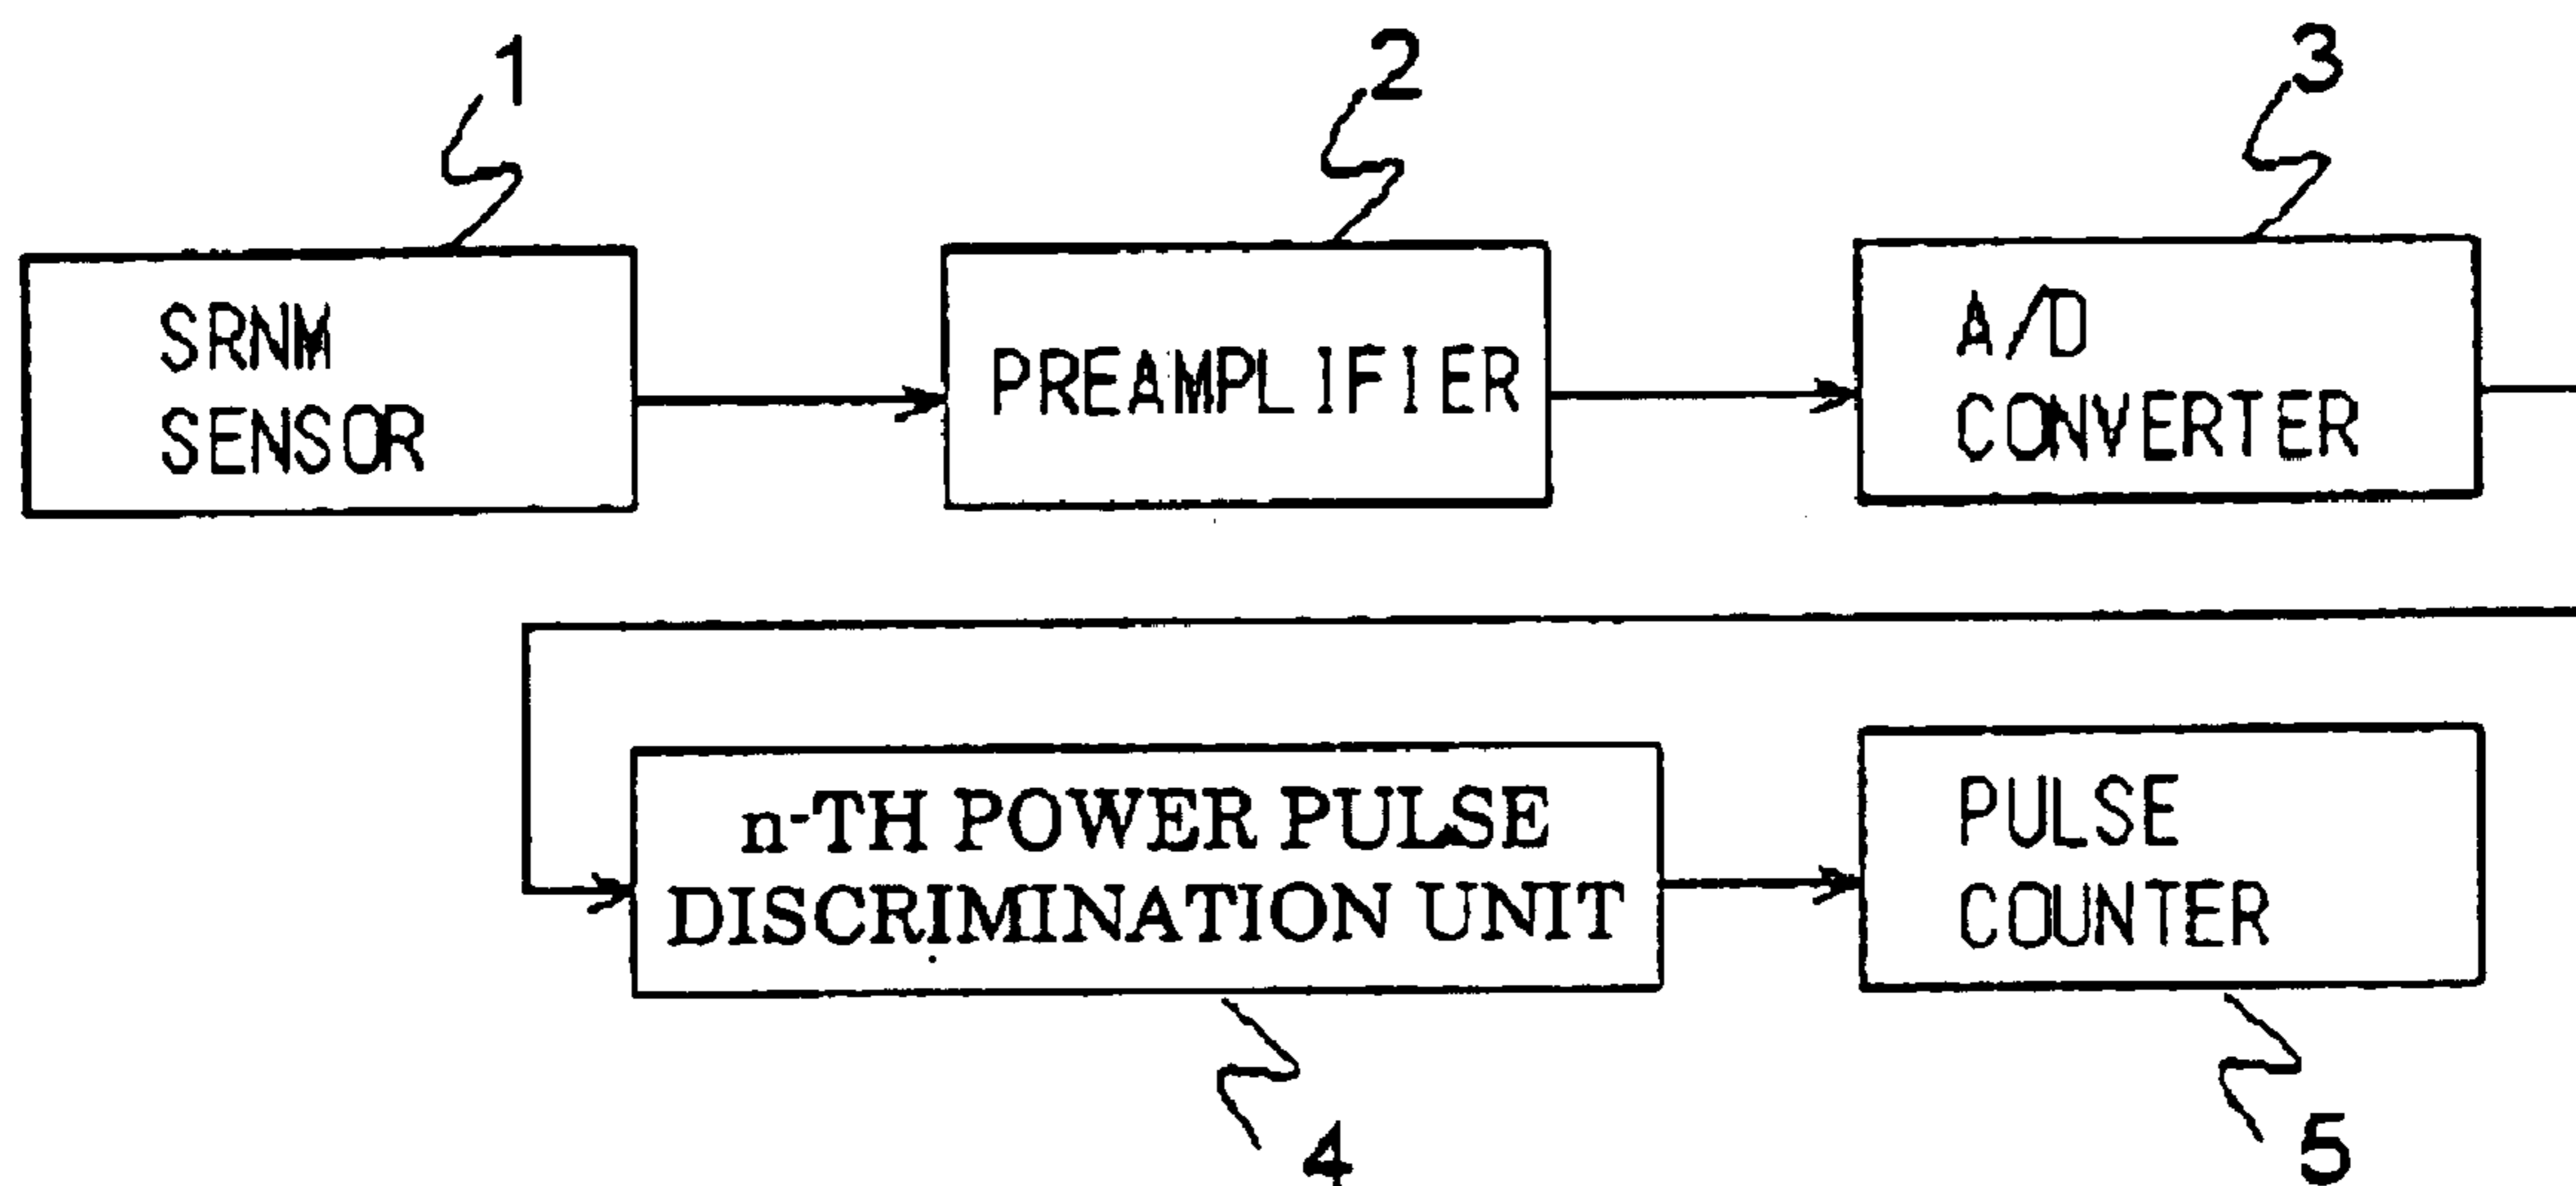 1
2
3
SRNM
SENSOR
PREAMPLIFIER
A/D
CONVERTER
n-TH POWER PULSE
DISCRIMINATION UNIT
PULSE
COUNTER
4
5